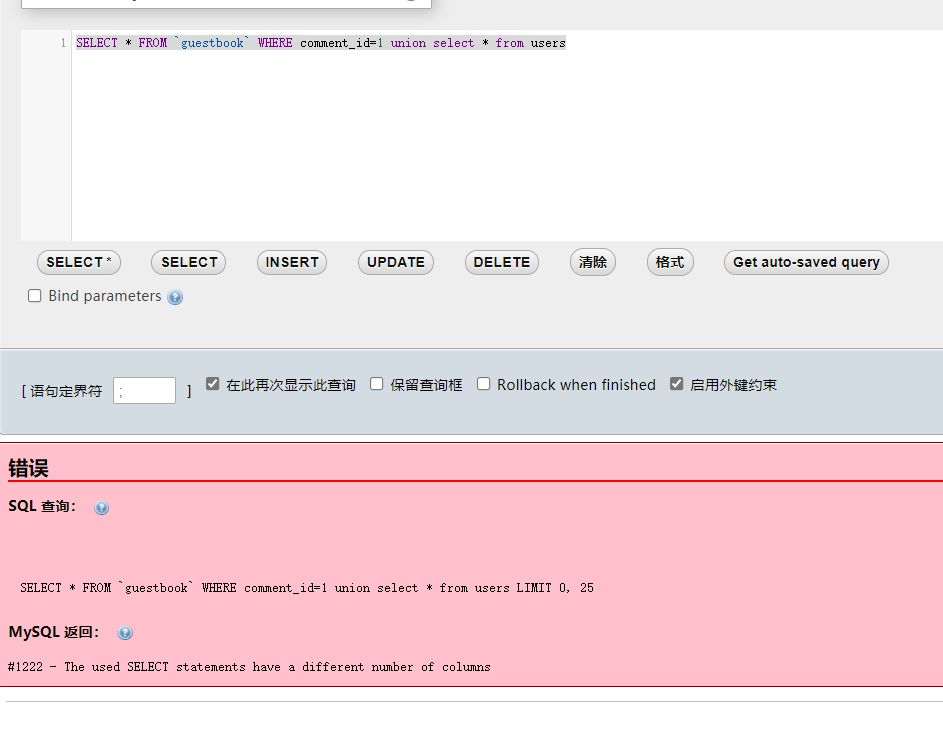 1 SELECT * FROM `guestbook` WHERE comment_id=1 union select * from users
SELECT * SELECT INSERT UPDATE DELETE 清除 格式 Get auto-saved query
Bind parameters
[ 语句定界符 ; ] 在此再次显示此查询 保留查询框 Rollback when finished 启用外键约束
错误
SQL 查询：
SELECT * FROM `guestbook` WHERE comment_id=1 union select * from users LIMIT 0, 25
MySQL 返回：
#1222 - The used SELECT statements have a different number of columns